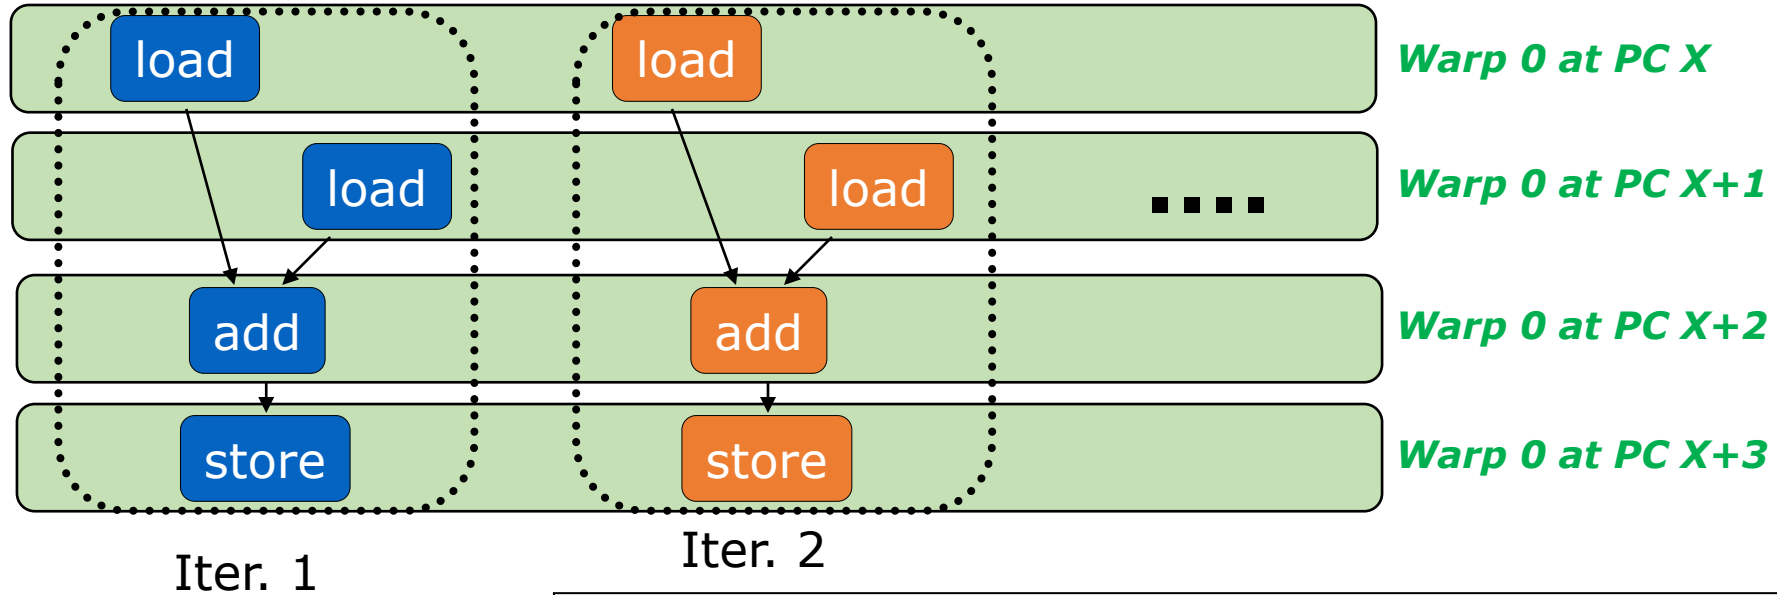 load
load
Warp 0 at PC X
load
load
Warp 0 at PC X+1
add
add
Warp 0 at PC X+2
store
store
Warp 0 at PC X+3
Iter. 1
Iter. 2